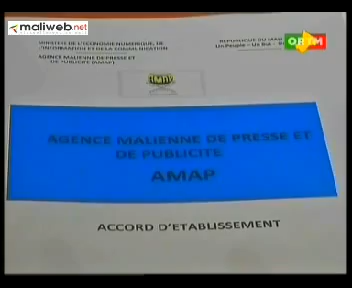 maliweb.net
ORTM
MINISTERE DE L'ECONOMIE NUMERIQUE, DE
L'INFORMATION ET DE LA COMMUNICATION
REPUBLIQUE DU MALI
Un Peuple - Un But -
AGENCE MALIENNE DE PRESSE ET
DE PUBLICITE (AMAP)
AMAP
AGENCE MALIENNE DE PRESSE ET
DE PUBLICITE
AMAP
ACCORD D'ETABLISSEMENT